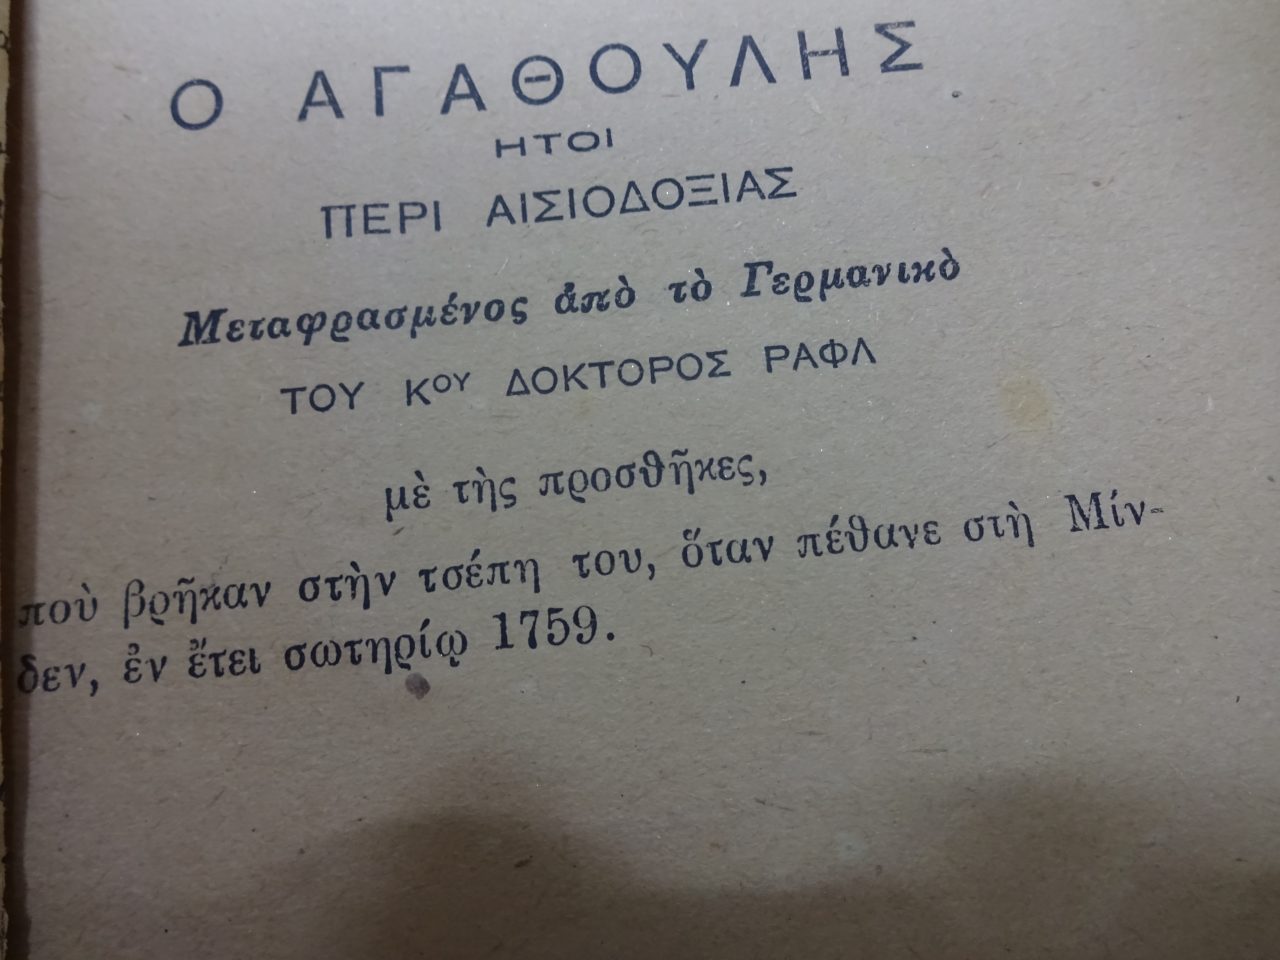 Ο ΑΓΑΘΟΥΛΗΣ
ΗΤΟΙ
ΠΕΡΙ ΑΙΣΙΟΔΟΞΙΑΣ
Μεταφρασμένος ἀπὸ τὸ Γερμανικὸ
ΤΟΥ ΚΟΥ ΔΟΚΤΟΡΟΣ ΡΑΦΛ
μὲ τὴς προσθῆκες,
ποὺ βρῆκαν στὴν τσέπη του, ὅταν πέθανε στὴ Μίν-
δεν, ἐν ἔτει σωτηρίῳ 1759.